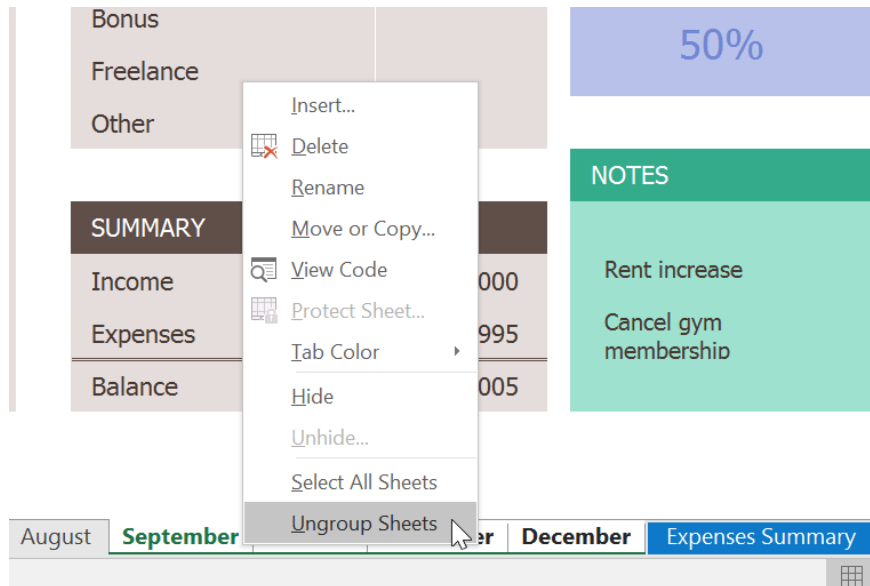 Bonus
Freelance
Other
50%
Insert...
Delete
Rename
Move or Copy...
View Code
Protect Sheet...
Tab Color
Hide
Unhide...
Select All Sheets
Ungroup Sheets
SUMMARY
Income 000
Expenses 995
Balance 005
NOTES
Rent increase
Cancel gym
membership
August September er December Expenses Summary